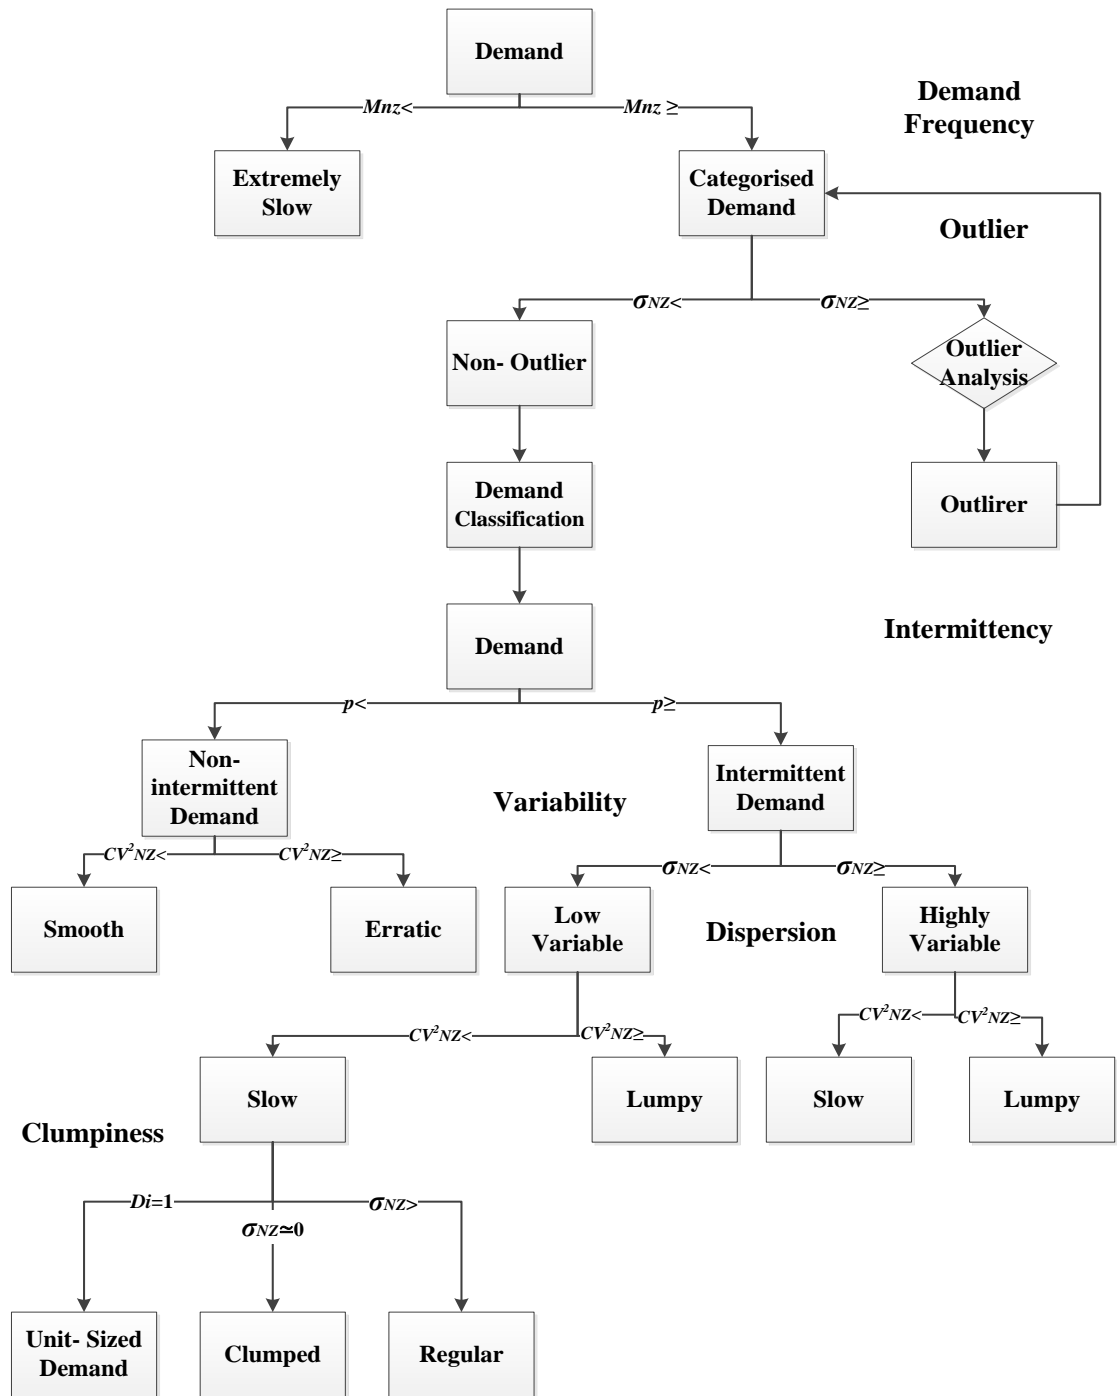 Demand
Mnz<
Mnz ≥
Demand
Frequency
Extremely
Slow
Categorised
Demand
Outlier
σNZ<
σNZ≥
Non- Outlier
Outlier
Analysis
Demand
Classification
Outlirer
Demand
Intermittency
p<
p≥
Non-
intermittent
Demand
Intermittent
Demand
Variability
CV²NZ<
CV²NZ≥
σNZ<
σNZ≥
Smooth
Erratic
Low
Variable
Dispersion
Highly
Variable
CV²NZ<
CV²NZ≥
CV²NZ<
CV²NZ≥
Slow
Lumpy
Slow
Lumpy
Clumpiness
Di=1
σNZ≃0
σNZ>
Unit- Sized
Demand
Clumped
Regular